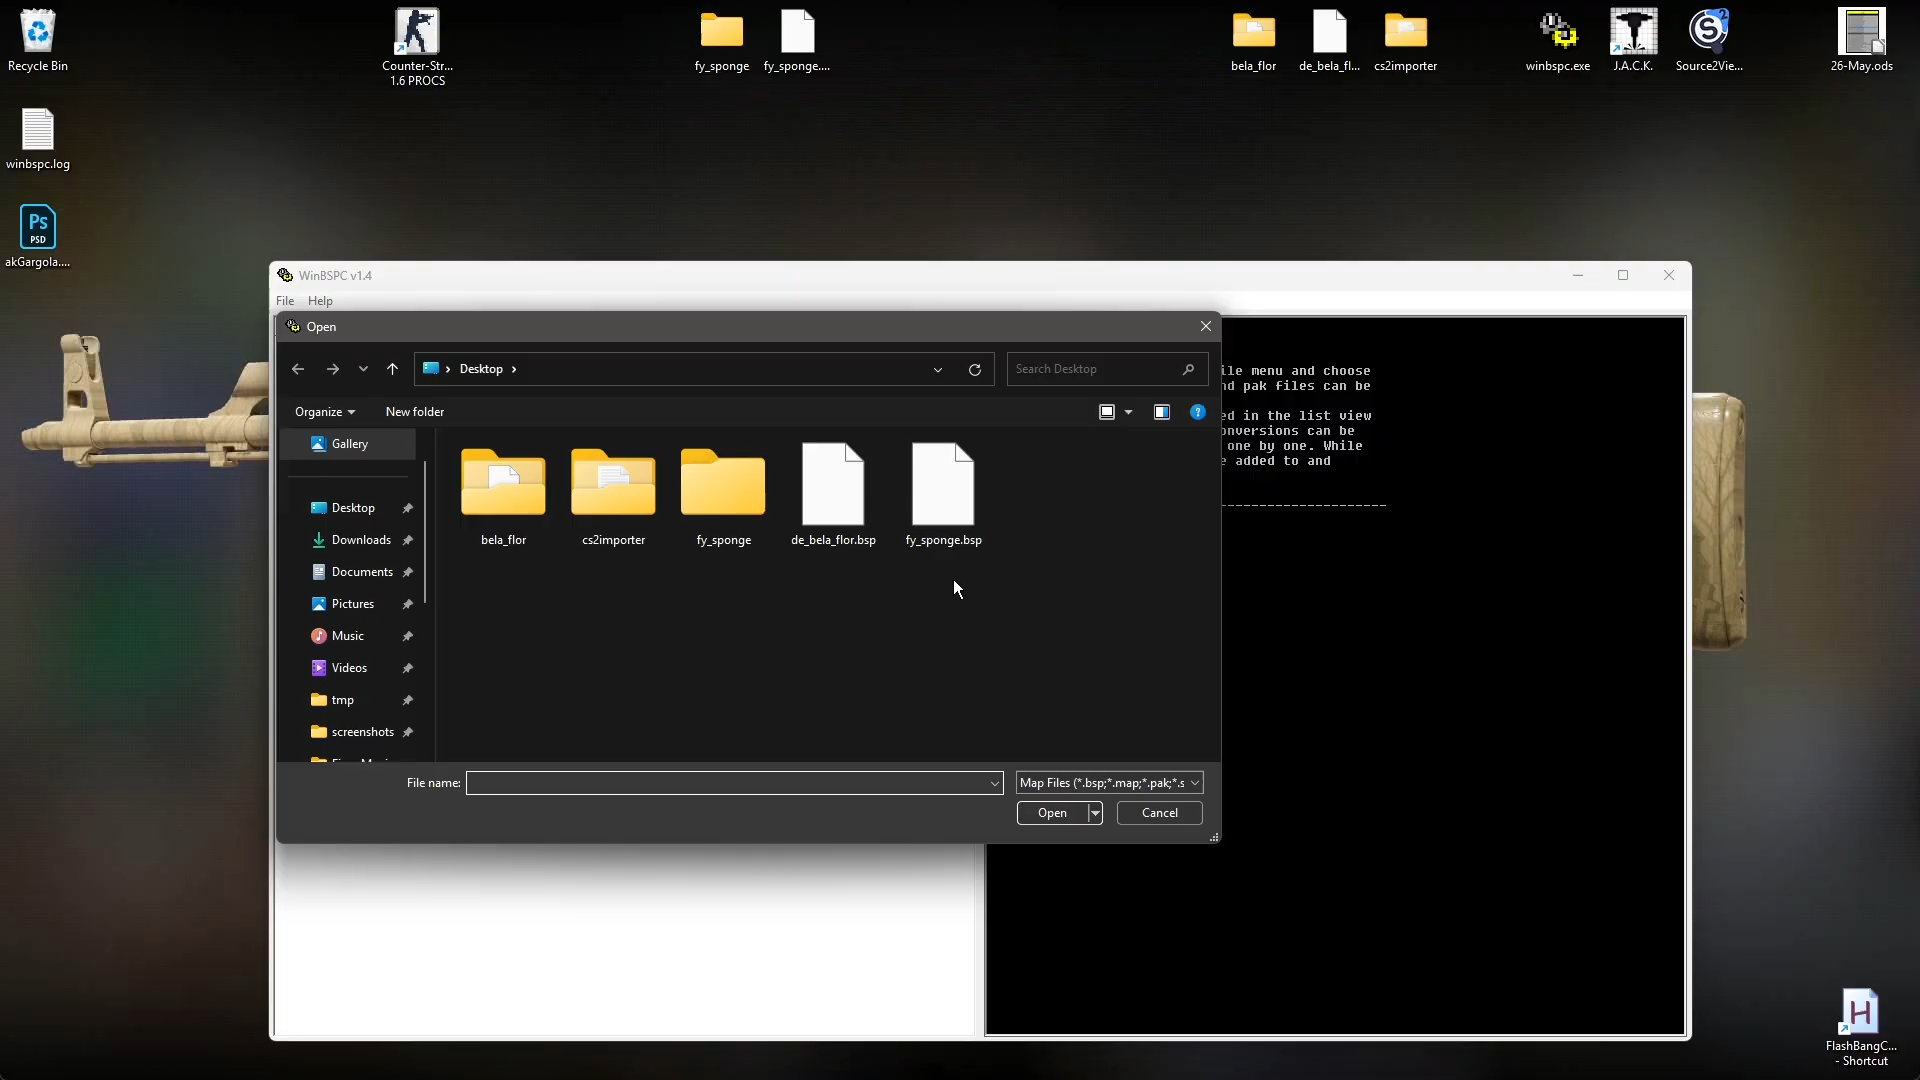 Recycle Bin
Counter-Str...
1.6 PROCS
fy_sponge
fy_sponge....
bela_flor
de_bela_fl...
cs2importer
winbspc.exe
J.A.C.K.
Source2Vie...
26-May.ods
winbspc.log
Ps
PSD
akGargola....
WinBSPC v1.4
File
Help
Open
Desktop
Search Desktop
Organize
New folder
Gallery
Desktop
Downloads
Documents
Pictures
Music
Videos
tmp
screenshots
bela_flor
cs2importer
fy_sponge
de_bela_flor.bsp
fy_sponge.bsp
File name:
Map Files (*.bsp;*.map;*.pak;*.s
Open
Cancel
ile menu and choose
nd pak files can be
ed in the list view
onversions can be
one by one. While
e added to and
--------------------
H
FlashBangC...
- Shortcut